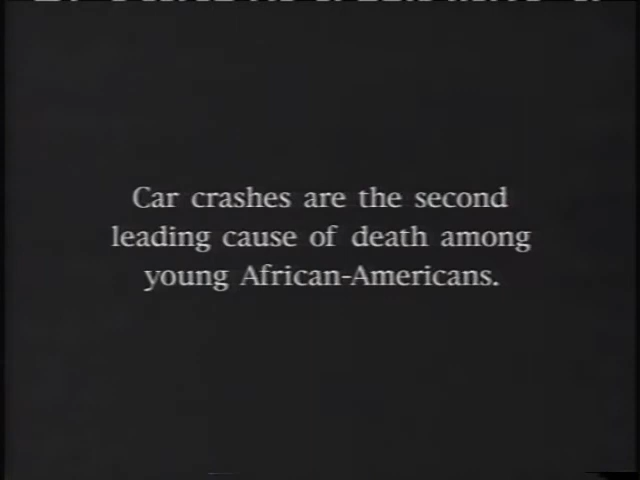 Car crashes are the second
leading cause of death among
young African-Americans.